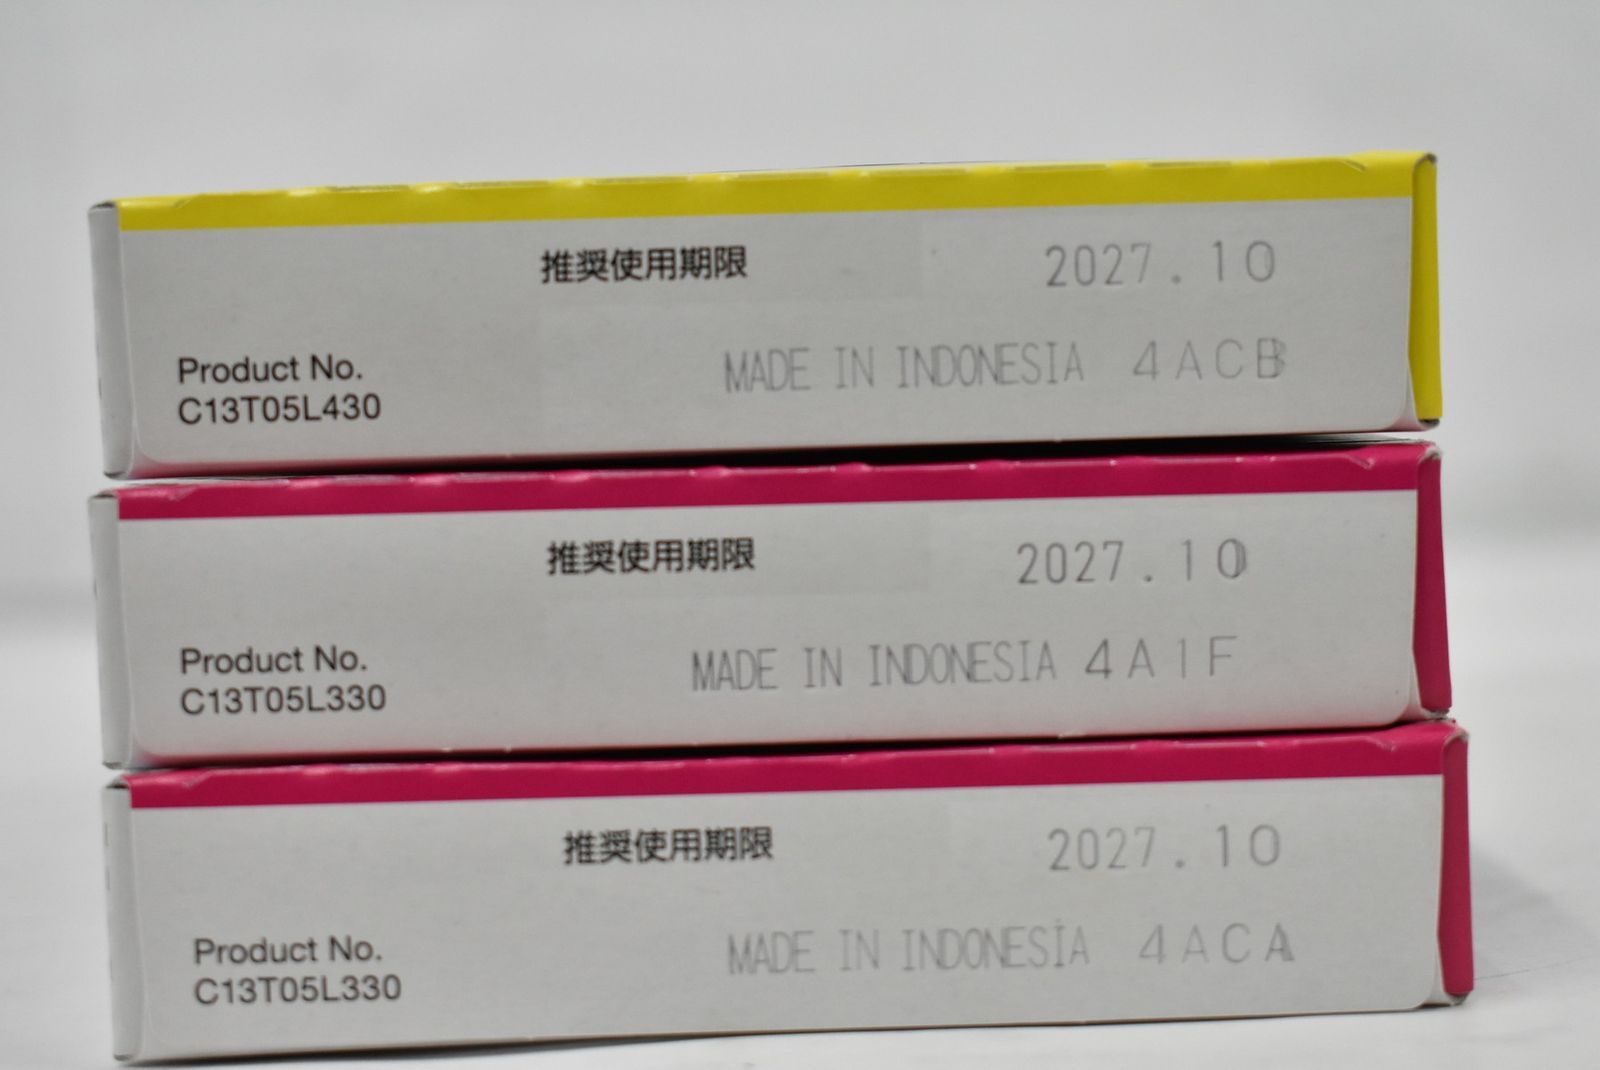 推奨使用期限 2027.10
MADE IN INDONESIA 4ACB
Product No.
C13T05L430
推奨使用期限 2027.10
MADE IN INDONESIA 4A1F
Product No.
C13T05L330
推奨使用期限 2027.10
MADE IN INDONESIA 4ACA
Product No.
C13T05L330